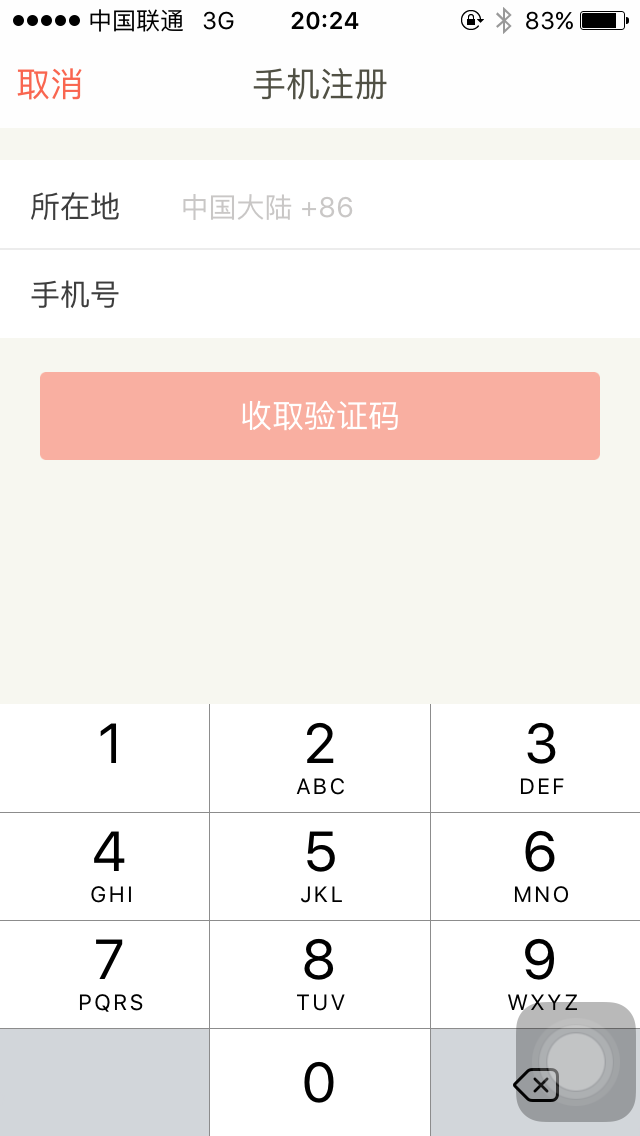 中国联通 3G 20:24 83%
取消 手机注册
所在地 中国大陆 +86
手机号
收取验证码
1 2 3
ABC DEF
4 5 6
GHI JKL MNO
7 8 9
PQRS TUV WXYZ
0